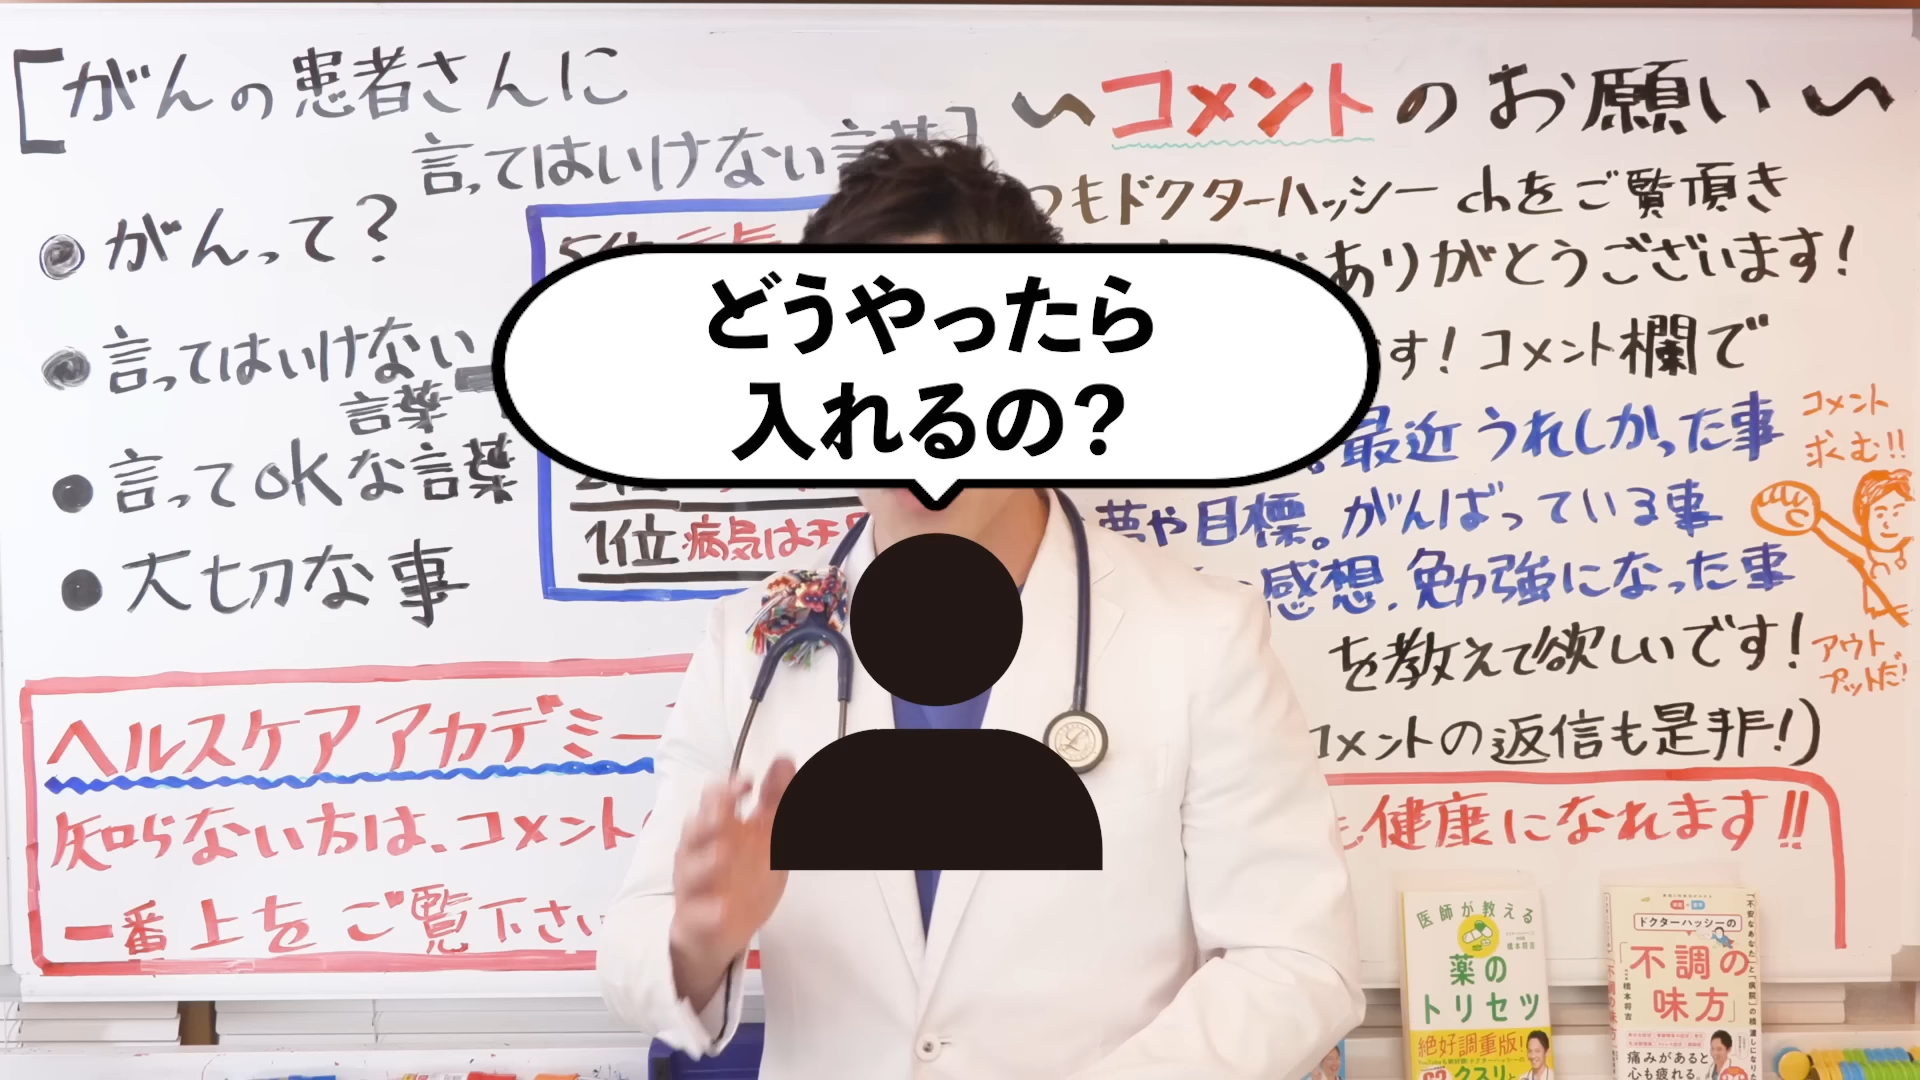 がんの患者さんに
言ってはいけない言葉
がんって?
言ってはいけない
言葉
言ってokな言葉
大切な事
5位
1位 病気は
ヘルスケアアカデミー
知らない方は、コメント
一番上をご覧下さい
どうやったら
入れるの?
〜コメントのお願い〜
つもドクターハッシーchをご覧頂き
ありがとうございます!
す!コメント欄で
。最近うれしかった事
夢や目標。がんばっている事
感想.勉強になった事
を教えて欲しいです!
コメントの返信も是非!)
コメント
求む!!
アウト
プットだ!
健康になれます!!
医師が教える
薬の
トリセツ
絶好調重版!
クスリ
ドクターハッシーの
「不調の
味方」
痛みがあると
心も疲れる。